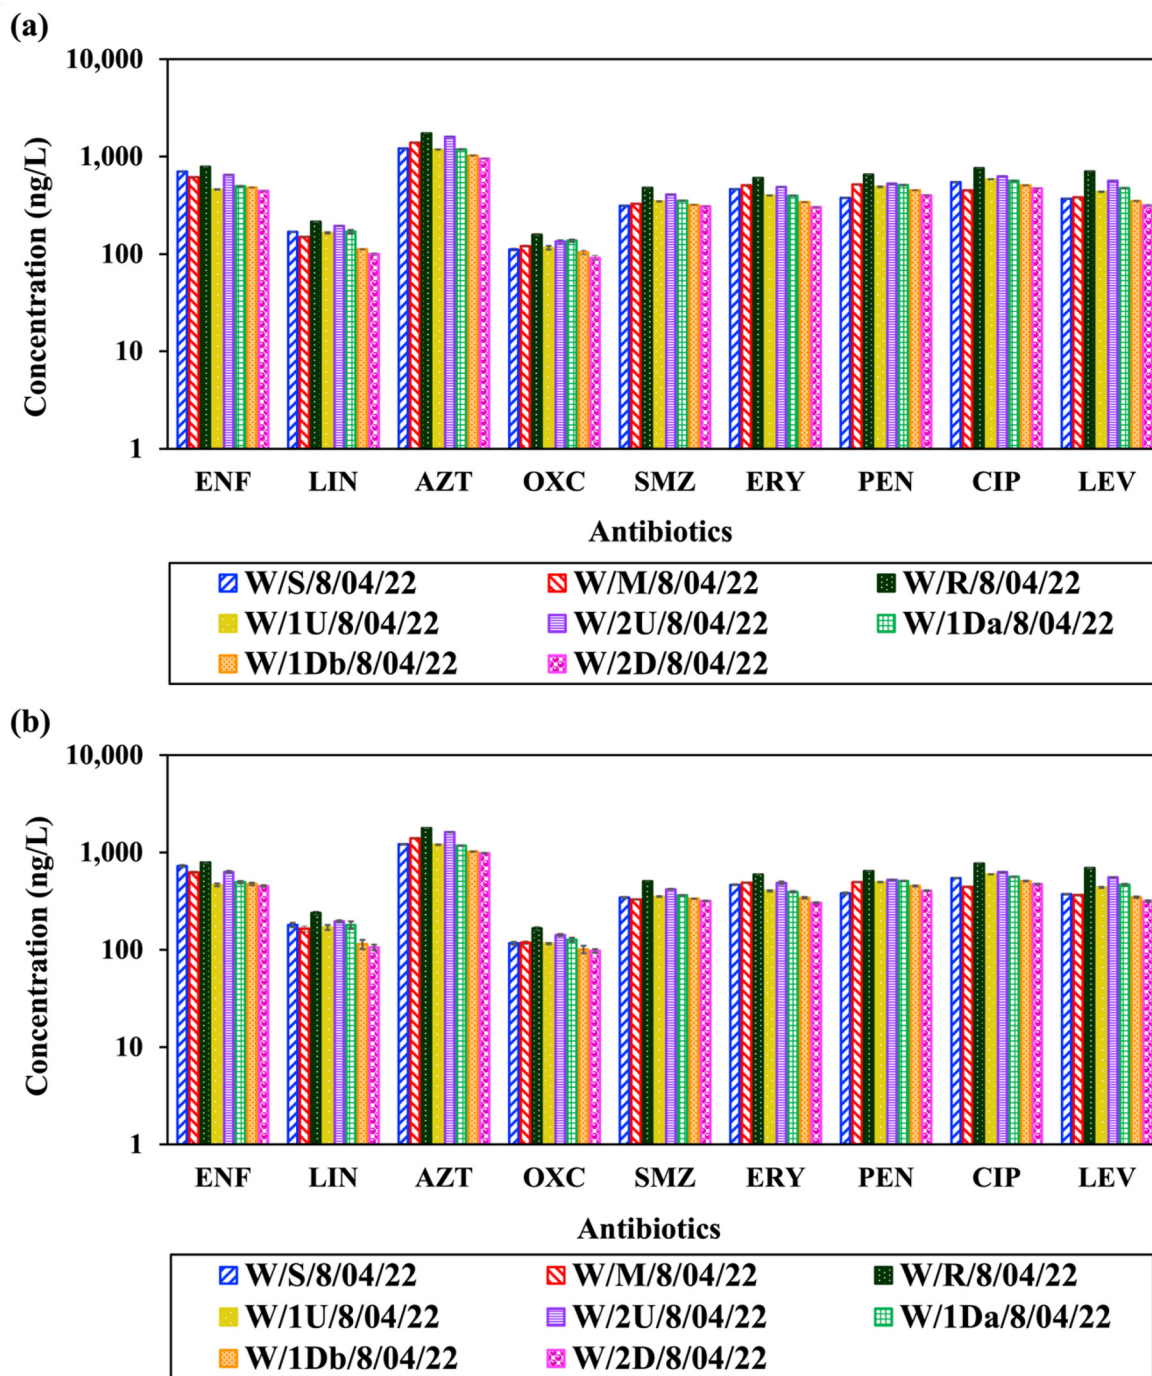 (a)
10,000
1,000
100
10
1
Concentration (ng/L)
ENF LIN AZT OXC SMZ ERY PEN CIP LEV
Antibiotics
W/S/8/04/22 W/M/8/04/22 W/R/8/04/22
W/1U/8/04/22 W/2U/8/04/22 W/1Da/8/04/22
W/1Db/8/04/22 W/2D/8/04/22
(b)
10,000
1,000
100
10
1
Concentration (ng/L)
ENF LIN AZT OXC SMZ ERY PEN CIP LEV
Antibiotics
W/S/8/04/22 W/M/8/04/22 W/R/8/04/22
W/1U/8/04/22 W/2U/8/04/22 W/1Da/8/04/22
W/1Db/8/04/22 W/2D/8/04/22